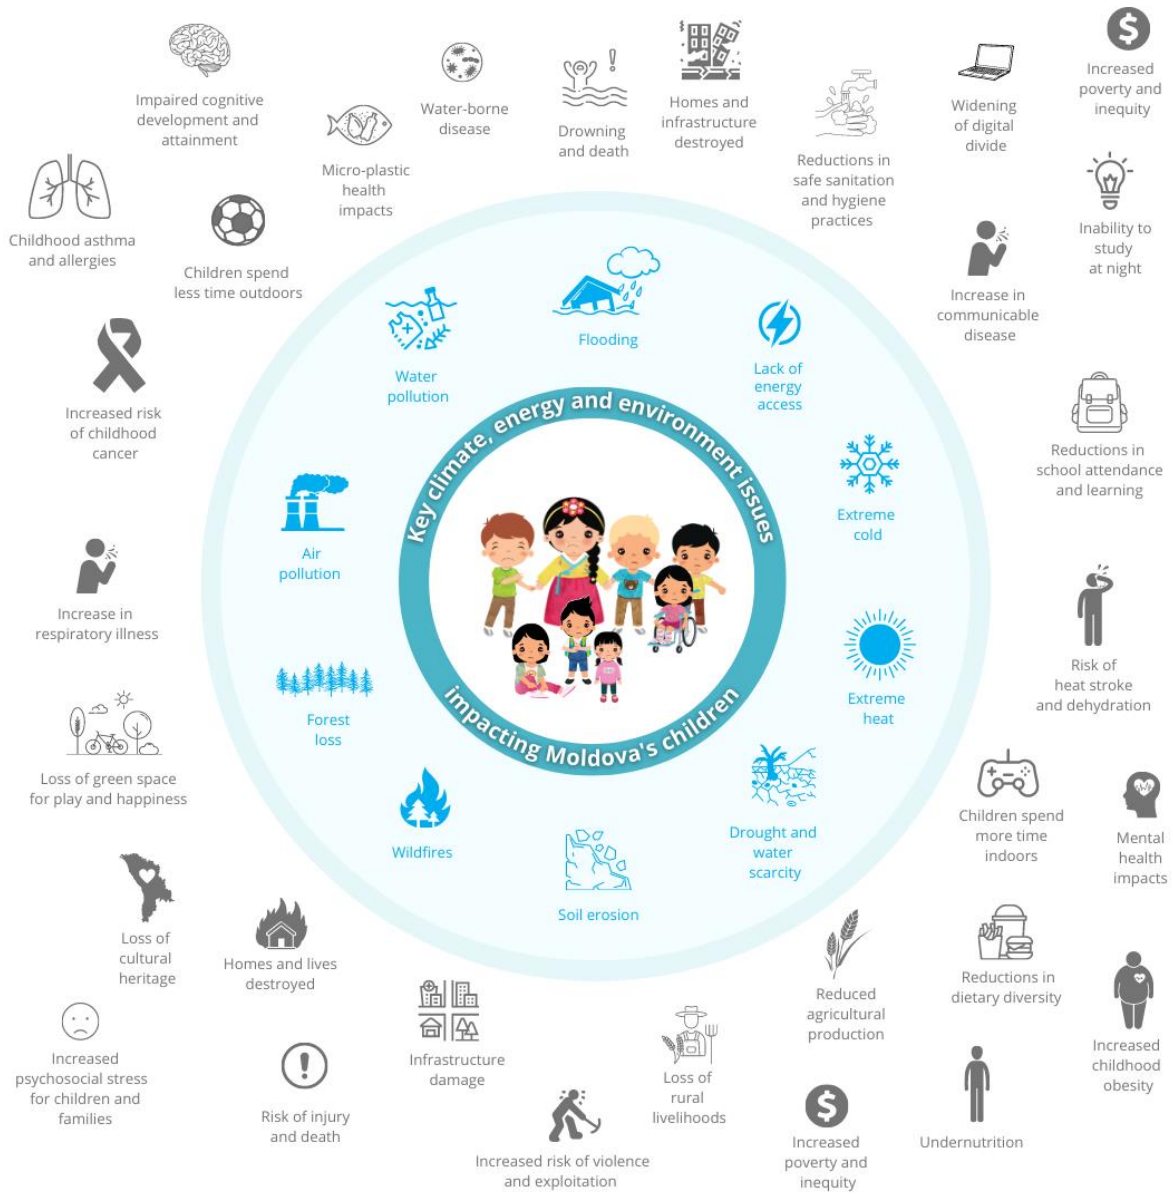 Impaired cognitive
development and
attainment
Micro-plastic
health
impacts
Water-borne
disease
Drowning
and death
Homes and
infrastructure
destroyed
Reductions in
safe sanitation
and hygiene
practices
Widening
of digital
divide
Increased
poverty and
inequity
Childhood asthma
and allergies
Children spend
less time outdoors
Increase in
communicable
disease
Inability to
study
at night
Increased risk
of childhood
cancer
Reductions in
school attendance
and learning
Increase in
respiratory illness
Risk of
heat stroke
and dehydration
Loss of green space
for play and happiness
Children spend
more time
indoors
Mental
health
impacts
Loss of
cultural
heritage
Homes and lives
destroyed
Reduced
agricultural
production
Reductions in
dietary diversity
Increased
psychosocial stress
for children and
families
Risk of injury
and death
Infrastructure
damage
Increased risk of violence
and exploitation
Loss of
rural
livelihoods
Increased
poverty and
inequity
Undernutrition
Increased
childhood
obesity
Flooding
Water
pollution
Lack of
energy
access
Air
pollution
Extreme
cold
Forest
loss
Extreme
heat
Wildfires
Soil erosion
Drought and
water
scarcity
Key climate, energy and environment issues
impacting Moldova's children